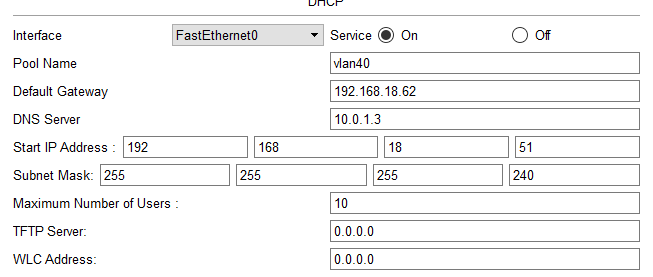 DHCP
Interface FastEthernet0 Service On Off
Pool Name vlan40
Default Gateway 192.168.18.62
DNS Server 10.0.1.3
Start IP Address : 192 168 18 51
Subnet Mask: 255 255 255 240
Maximum Number of Users : 10
TFTP Server: 0.0.0.0
WLC Address: 0.0.0.0